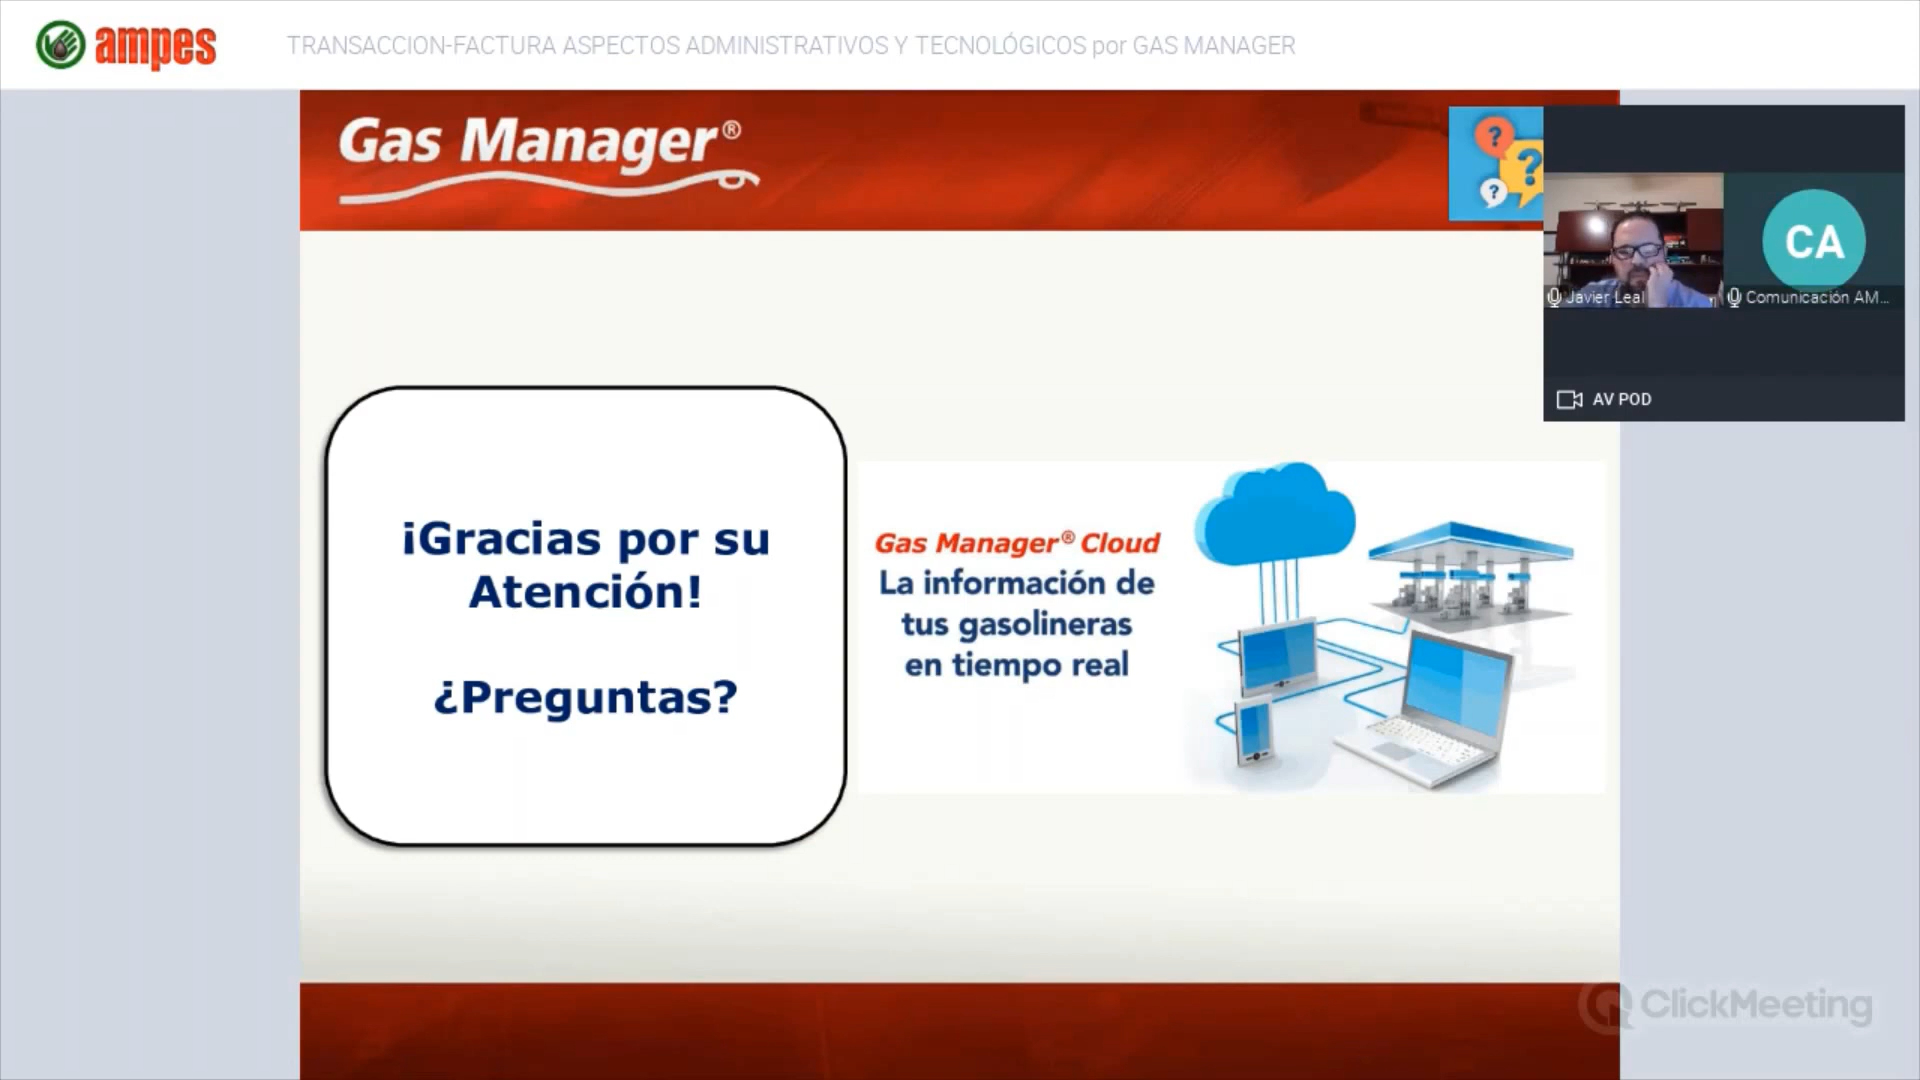 ampes
TRANSACCION-FACTURA ASPECTOS ADMINISTRATIVOS Y TECNOLÓGICOS por GAS MANAGER
Gas Manager®
? ? ?
CA
Javier Leal
Comunicación AM...
AV POD
¡Gracias por su
Atención!
¿Preguntas?
Gas Manager® Cloud
La información de
tus gasolineras
en tiempo real
ClickMeeting